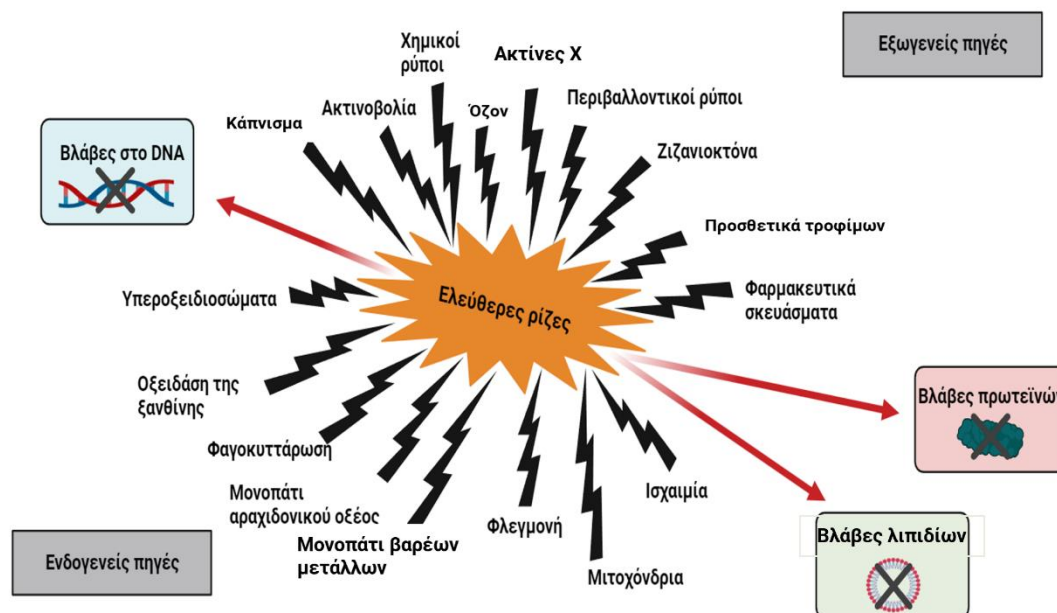 Χημικοί
ρύποι
Ακτίνες Χ
Εξωγενείς πηγές
Ακτινοβολία
Όζον
Περιβαλλοντικοί ρύποι
Κάπνισμα
Βλάβες στο DNA
Ζιζανιοκτόνα
Προσθετικά τροφίμων
Υπεροξειδιοσώματα
Ελεύθερες ρίζες
Φαρμακευτικά
σκευάσματα
Οξειδάση της
ξανθίνης
Βλάβες πρωτεϊνών
Φαγοκυττάρωση
Μονοπάτι
αραχιδονικού οξέος
Φλεγμονή
Ισχαιμία
Μονοπάτι βαρέων
μετάλλων
Μιτοχόνδρια
Βλάβες λιπιδίων
Ενδογενείς πηγές